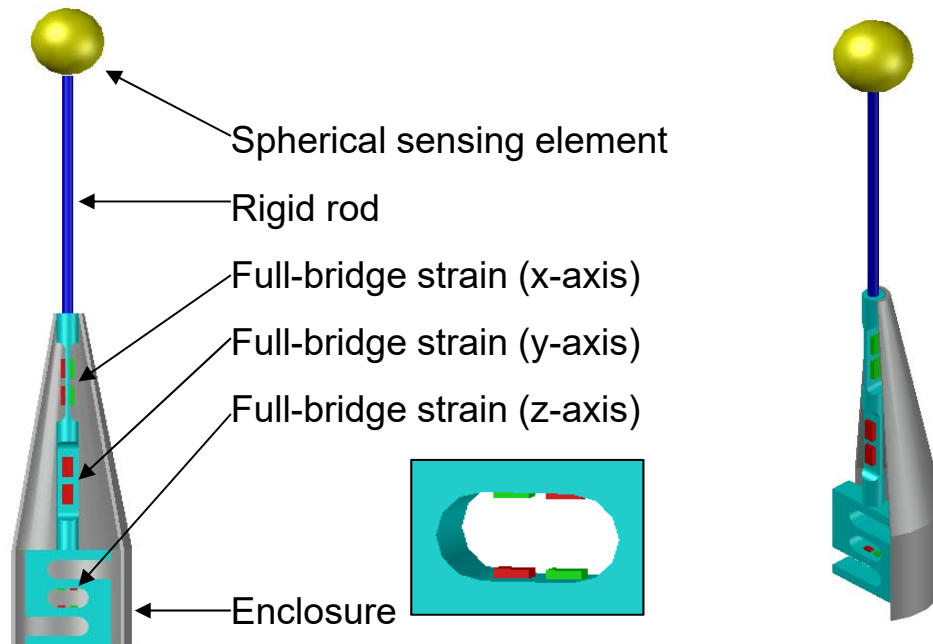 Spherical sensing element
Rigid rod
Full-bridge strain (x-axis)
Full-bridge strain (y-axis)
Full-bridge strain (z-axis)
Enclosure